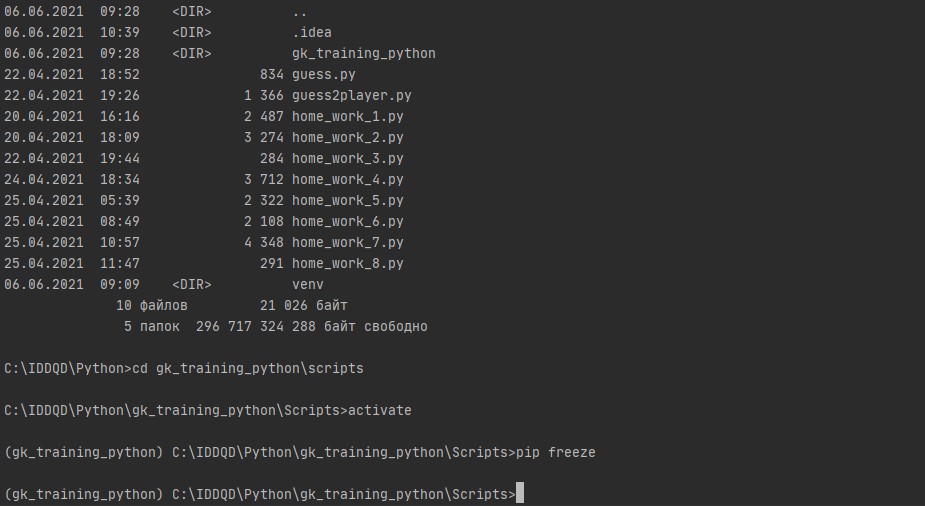 06.06.2021  09:28    <DIR>          ..
06.06.2021  10:39    <DIR>          .idea
06.06.2021  09:28    <DIR>          gk_training_python
22.04.2021  18:52               834 guess.py
22.04.2021  19:26             1 366 guess2player.py
20.04.2021  16:16             2 487 home_work_1.py
20.04.2021  18:09             3 274 home_work_2.py
22.04.2021  19:44               284 home_work_3.py
24.04.2021  18:34             3 712 home_work_4.py
25.04.2021  05:39             2 322 home_work_5.py
25.04.2021  08:49             2 108 home_work_6.py
25.04.2021  10:57             4 348 home_work_7.py
25.04.2021  11:47               291 home_work_8.py
06.06.2021  09:09    <DIR>          venv
              10 файлов         21 026 байт
               5 папок  296 717 324 288 байт свободно
C:\IDDQD\Python>cd gk_training_python\scripts
C:\IDDQD\Python\gk_training_python\Scripts>activate
(gk_training_python) C:\IDDQD\Python\gk_training_python\Scripts>pip freeze
(gk_training_python) C:\IDDQD\Python\gk_training_python\Scripts>